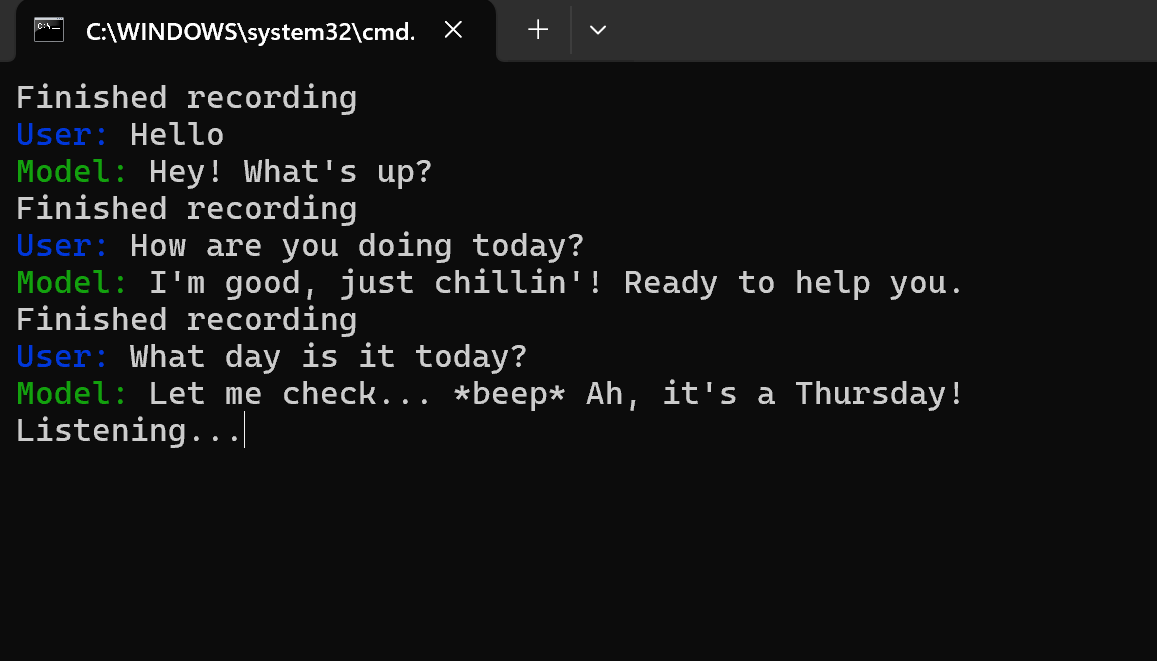 C:\WINDOWS\system32\cmd.
Finished recording
User: Hello
Model: Hey! What's up?
Finished recording
User: How are you doing today?
Model: I'm good, just chillin'! Ready to help you.
Finished recording
User: What day is it today?
Model: Let me check... *beep* Ah, it's a Thursday!
Listening...